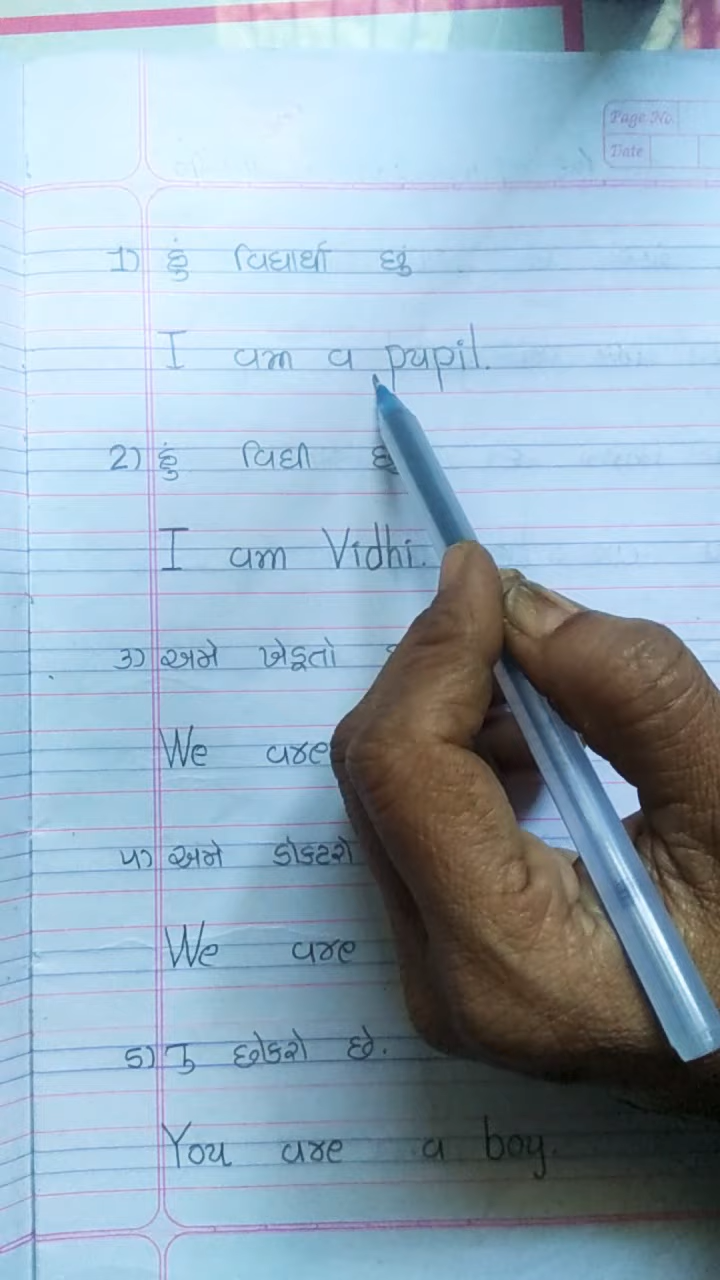 Page No.
Date
1) હું વિદ્યાર્થી છું
I am a pupil.
2) હું વિધી
I am Vidhi.
3) અમે ખેડૂતો
We are
4) અમે ડોકટરો
We are
5) તુ છોકરો છે.
You are a boy.